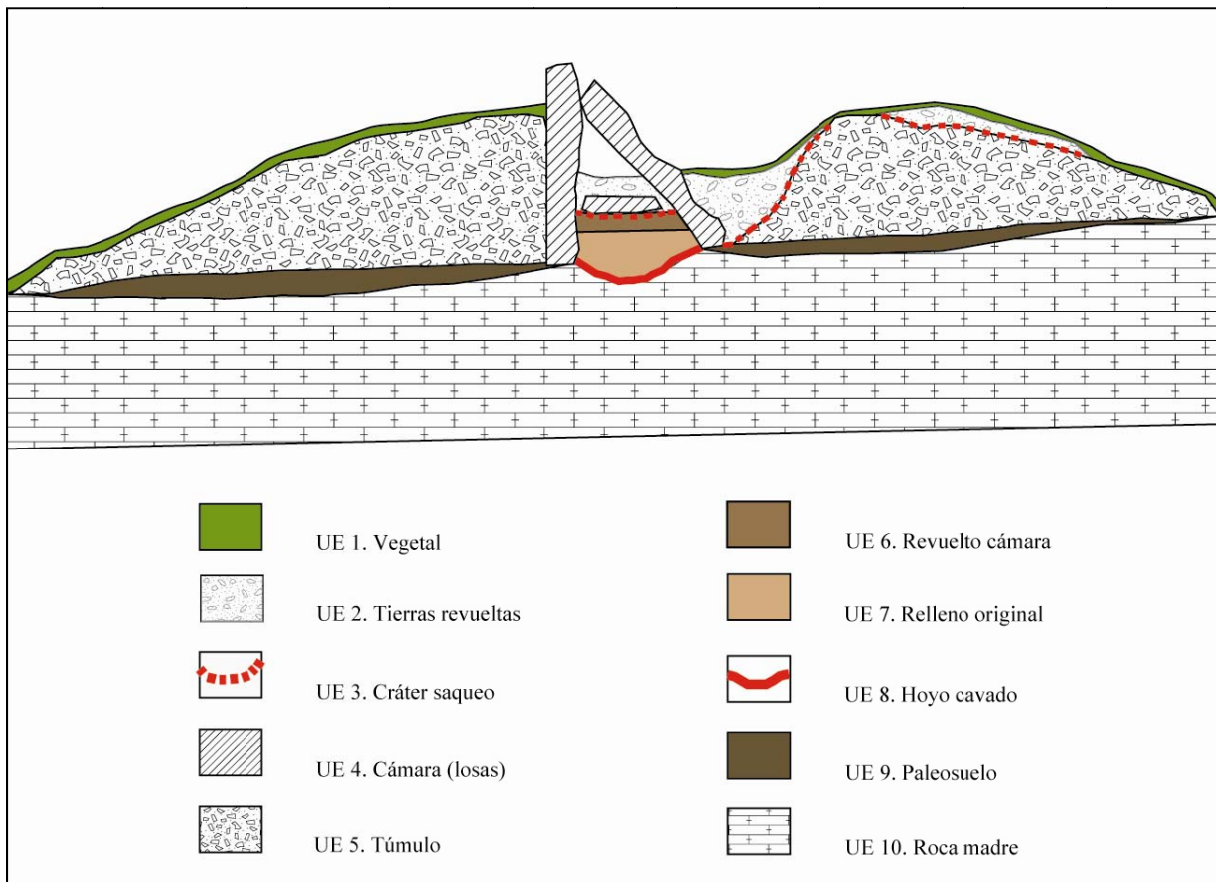 UE 1. Vegetal
UE 2. Tierras revueltas
UE 3. Cráter saqueo
UE 4. Cámara (losas)
UE 5. Túmulo
UE 6. Revuelto cámara
UE 7. Relleno original
UE 8. Hoyo cavado
UE 9. Paleosuelo
UE 10. Roca madre